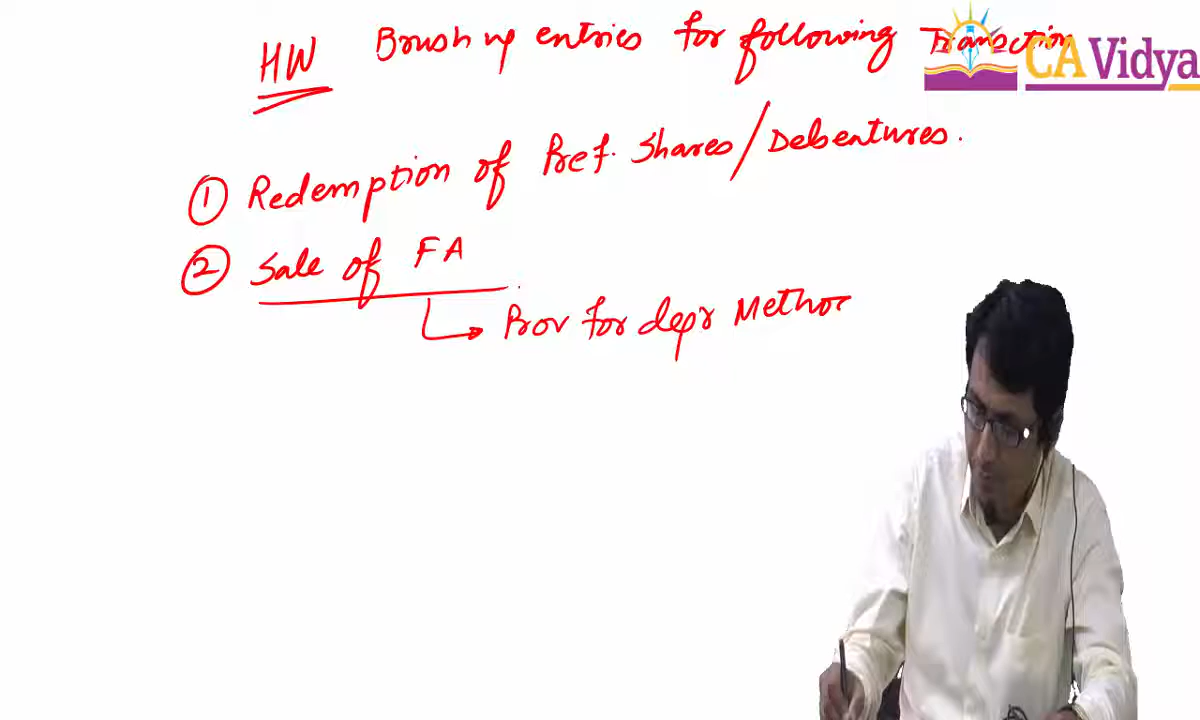 HW Brush up entries for following Transaction
CA Vidya
① Redemption of Pref. Shares/Debentures.
② Sale of FA
↳ Prov for depr Method